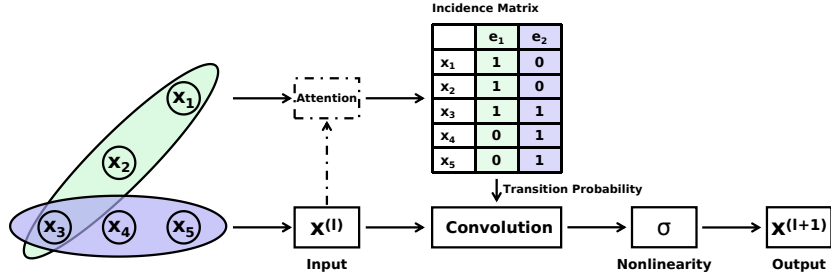 Incidence Matrix
e₁ e₂
x₁ 1 0
x₂ 1 0
x₃ 1 1
x₄ 0 1
x₅ 0 1
x₁
x₂
x₃ x₄ x₅
Attention
Transition Probability
X⁽ˡ⁾
Input
Convolution
σ
Nonlinearity
X⁽ˡ⁺¹⁾
Output